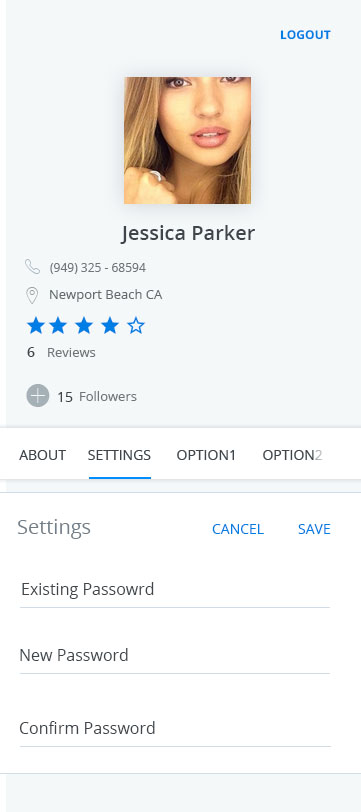 LOGOUT
Jessica Parker
(949) 325 - 68594
Newport Beach CA
6 Reviews
15 Followers
ABOUT SETTINGS OPTION1 OPTION2
Settings CANCEL SAVE
Existing Passowrd
New Password
Confirm Password